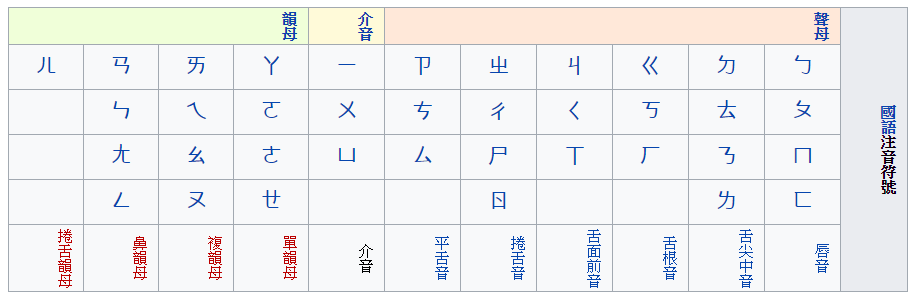 國語注音符號
聲母
ㄅ
ㄆ
ㄇ
ㄈ
唇音
ㄉ
ㄊ
ㄋ
ㄌ
舌尖中音
ㄍ
ㄎ
ㄏ
舌根音
ㄐ
ㄑ
ㄒ
舌面前音
ㄓ
ㄔ
ㄕ
ㄖ
捲舌音
ㄗ
ㄘ
ㄙ
平舌音
介音
ㄧ
ㄨ
ㄩ
介音
韻母
ㄚ
ㄛ
ㄜ
ㄝ
單韻母
ㄞ
ㄟ
ㄠ
ㄡ
複韻母
ㄢ
ㄣ
ㄤ
ㄥ
鼻韻母
ㄦ
捲舌韻母